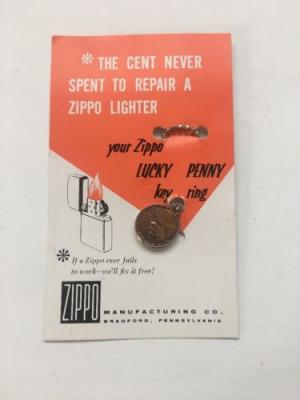 * THE CENT NEVER
SPENT TO REPAIR A
ZIPPO LIGHTER
your Zippo
LUCKY PENNY
key ring
* If a Zippo ever fails
to work—we'll fix it free!
ZIPPO
MANUFACTURING CO.
BRADFORD, PENNSYLVANIA